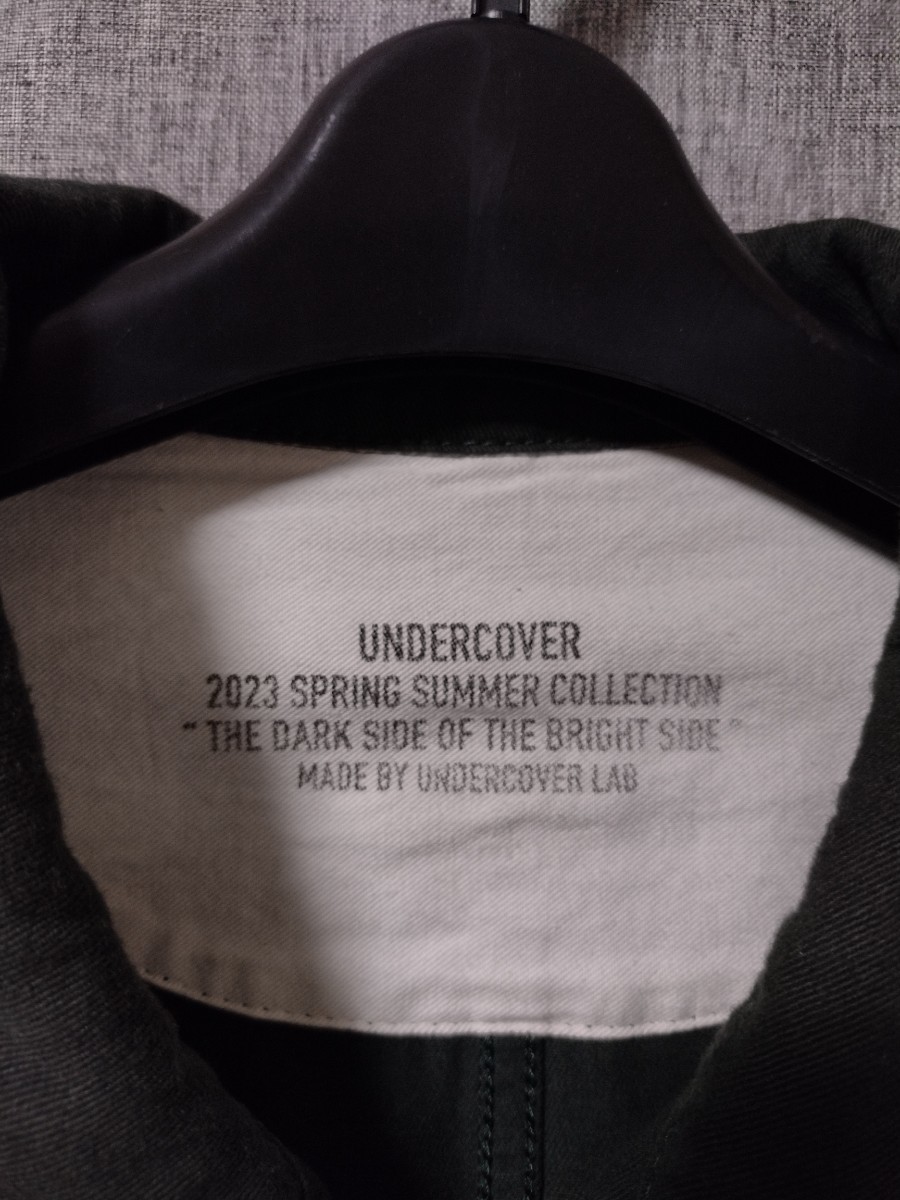 UNDERCOVER
2023 SPRING SUMMER COLLECTION
"THE DARK SIDE OF THE BRIGHT SIDE"
MADE BY UNDERCOVER LAB